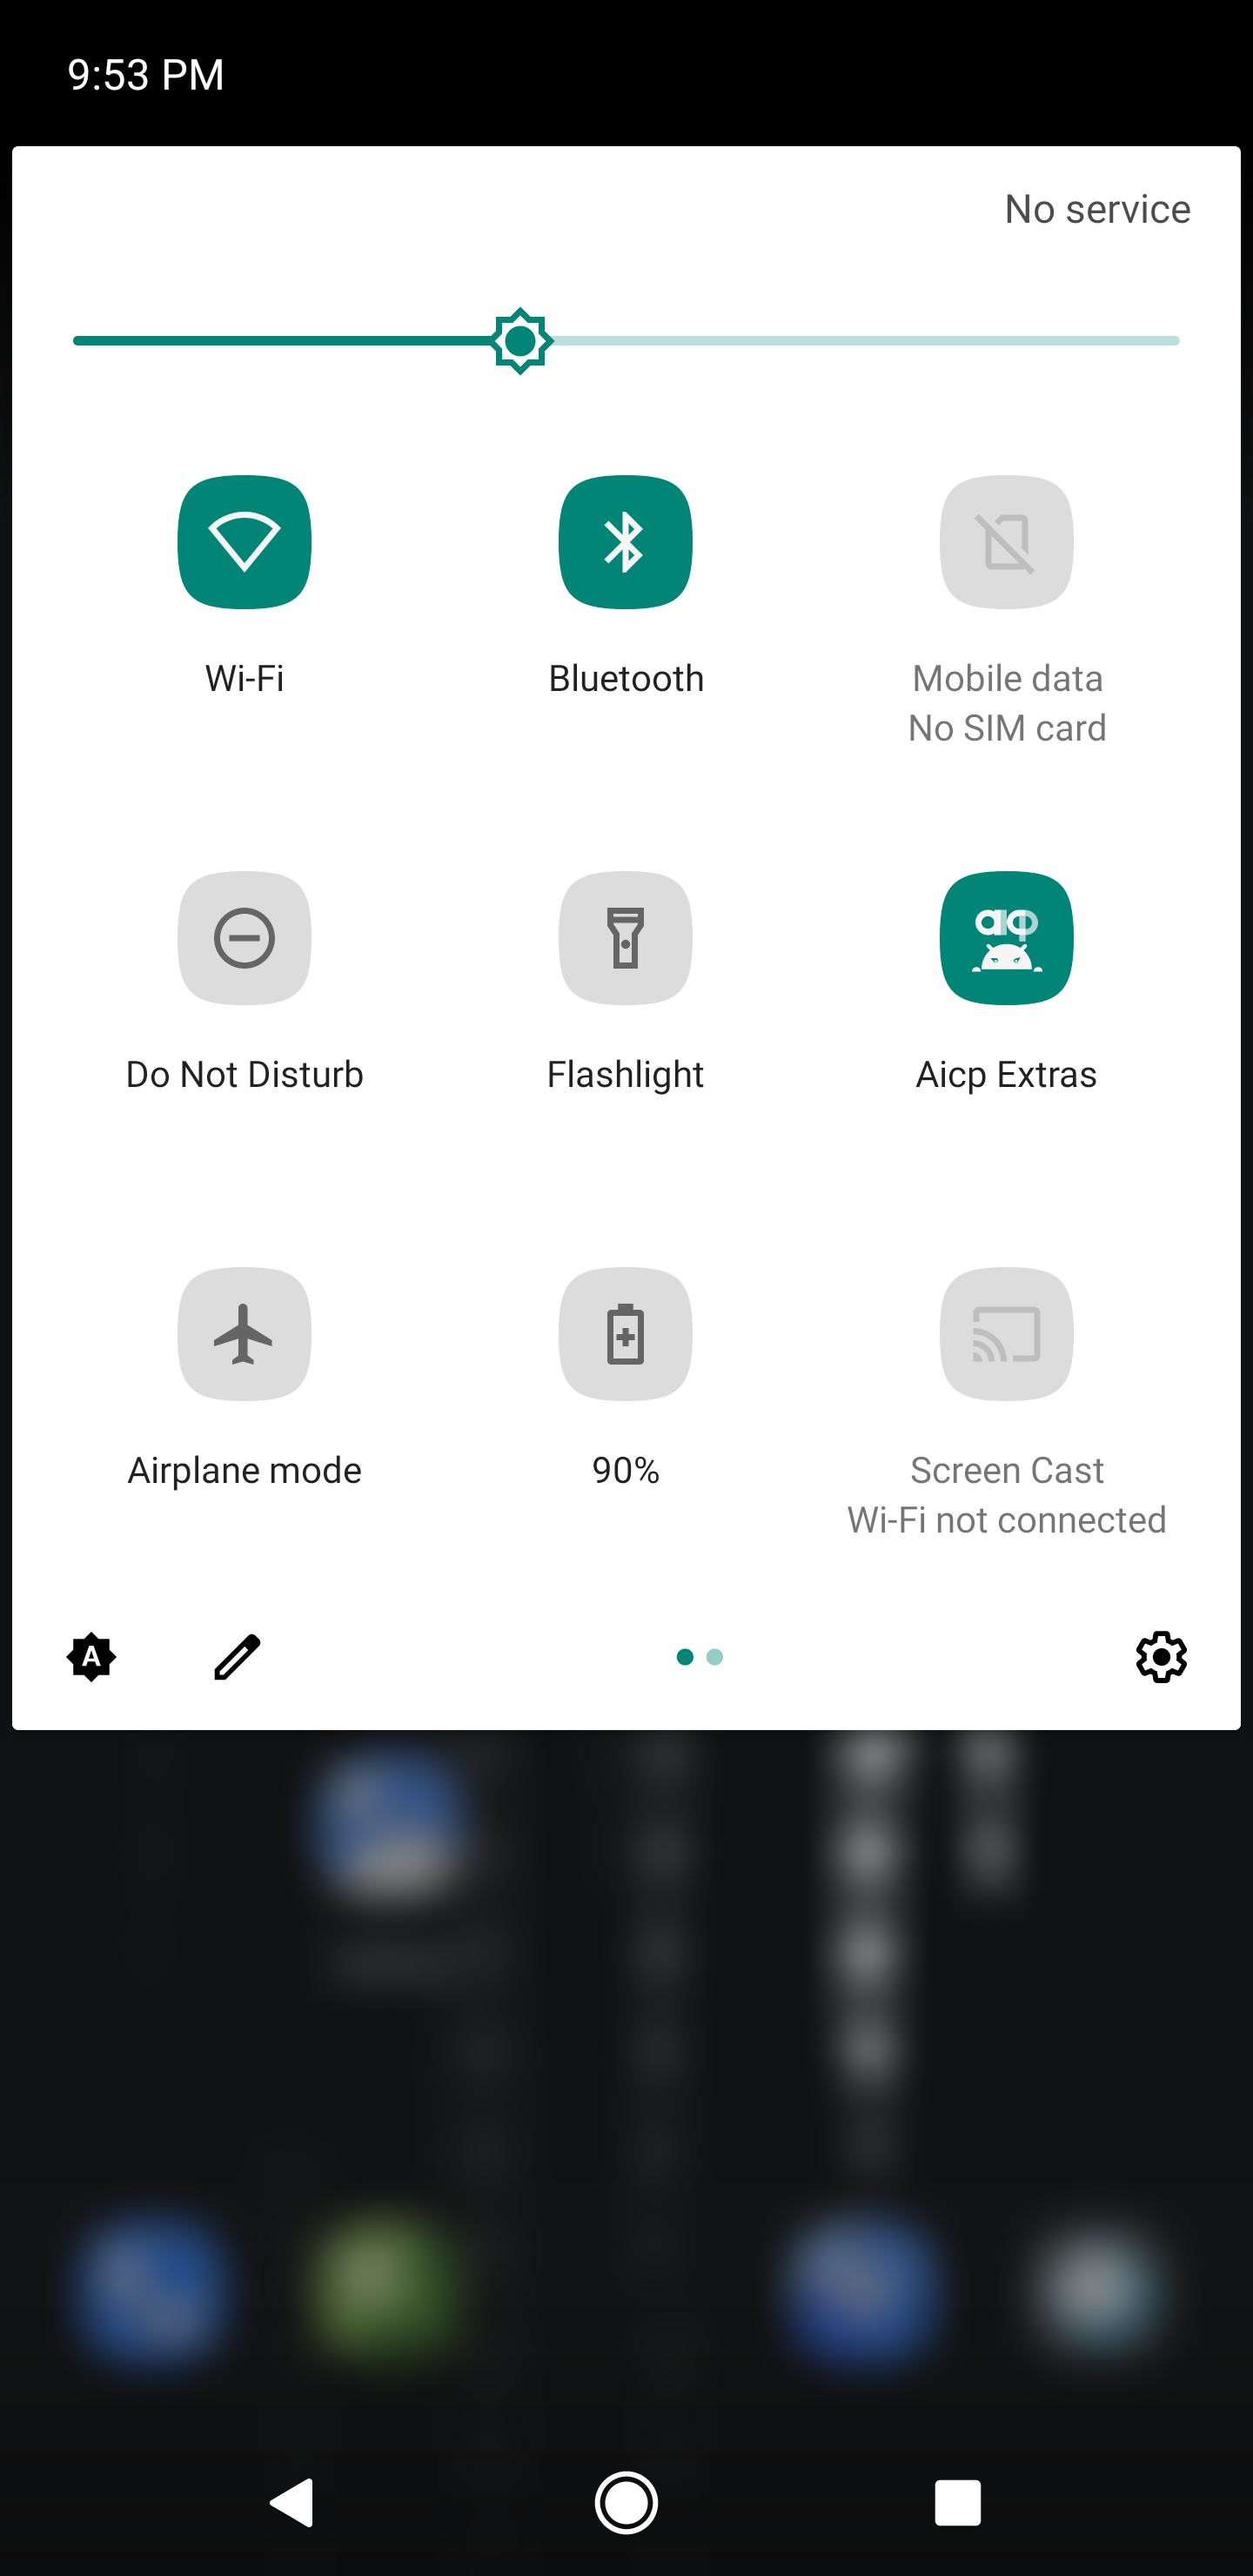 9:53 PM
No service
Wi-Fi
Bluetooth
Mobile data
No SIM card
Do Not Disturb
Flashlight
Aicp Extras
Airplane mode
90%
Screen Cast
Wi-Fi not connected
A